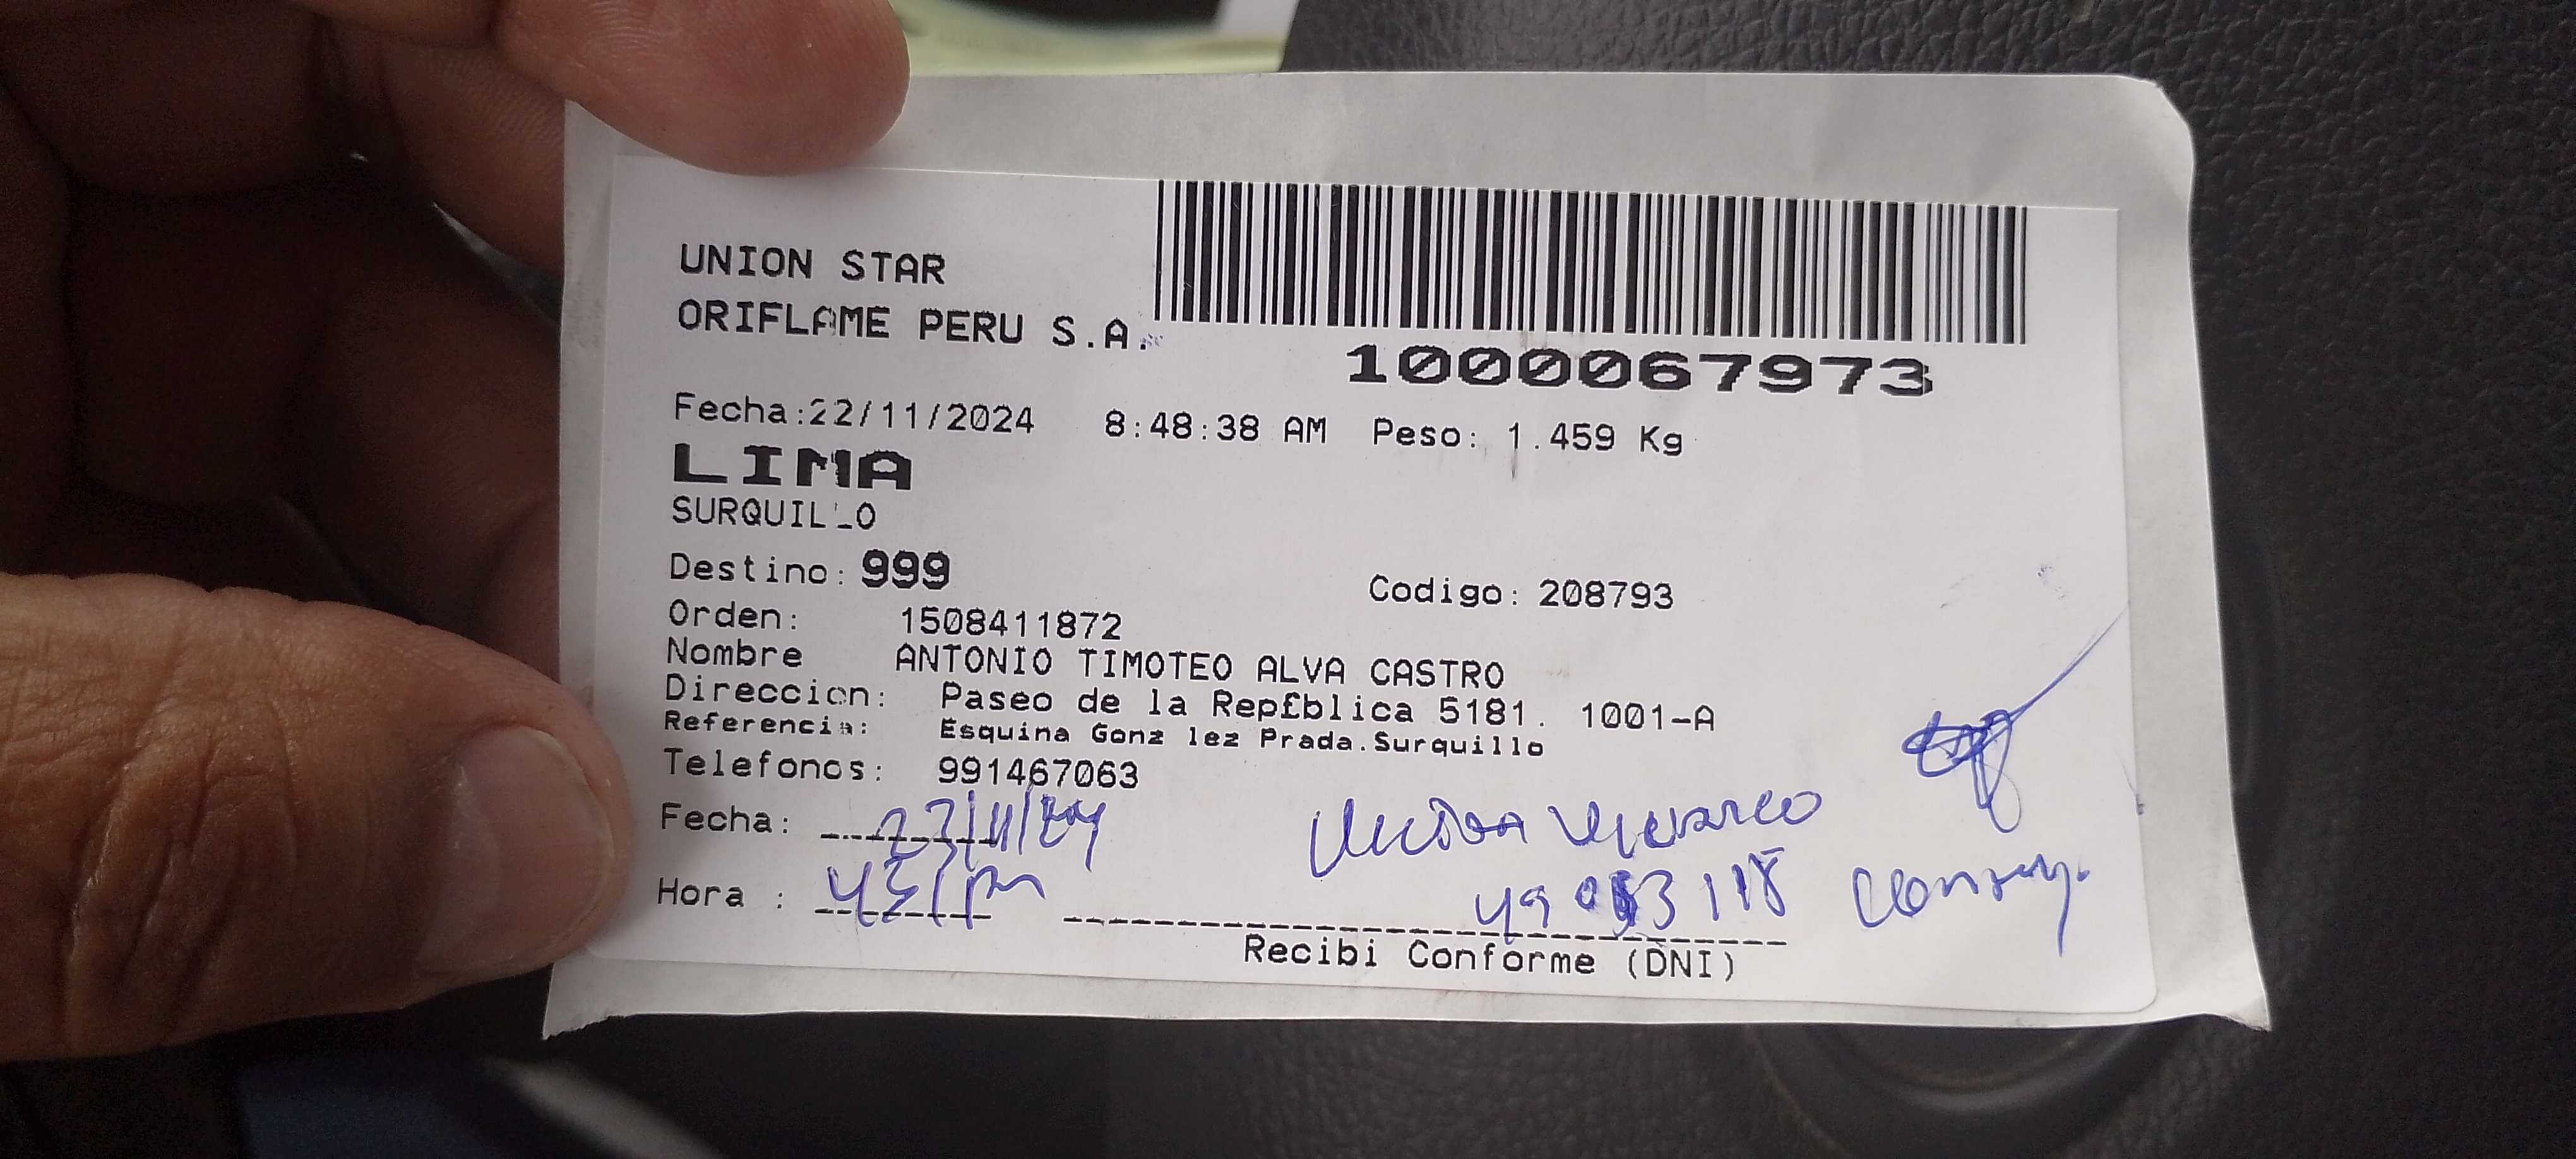 UNION STAR
ORIFLAME PERU S.A.
1000067973
Fecha:22/11/2024 8:48:38 AM Peso: 1.459 Kg
LIMA
SURQUILLO
Destino: 999 Codigo: 208793
Orden: 1508411872
Nombre ANTONIO TIMOTEO ALVA CASTRO
Direccion: Paseo de la Rep£blica 5181. 1001-A
Referencia: Esquina Gonz lez Prada.Surquillo
Telefonos: 991467063
Fecha:
Hora :
Recibi Conforme (DNI)